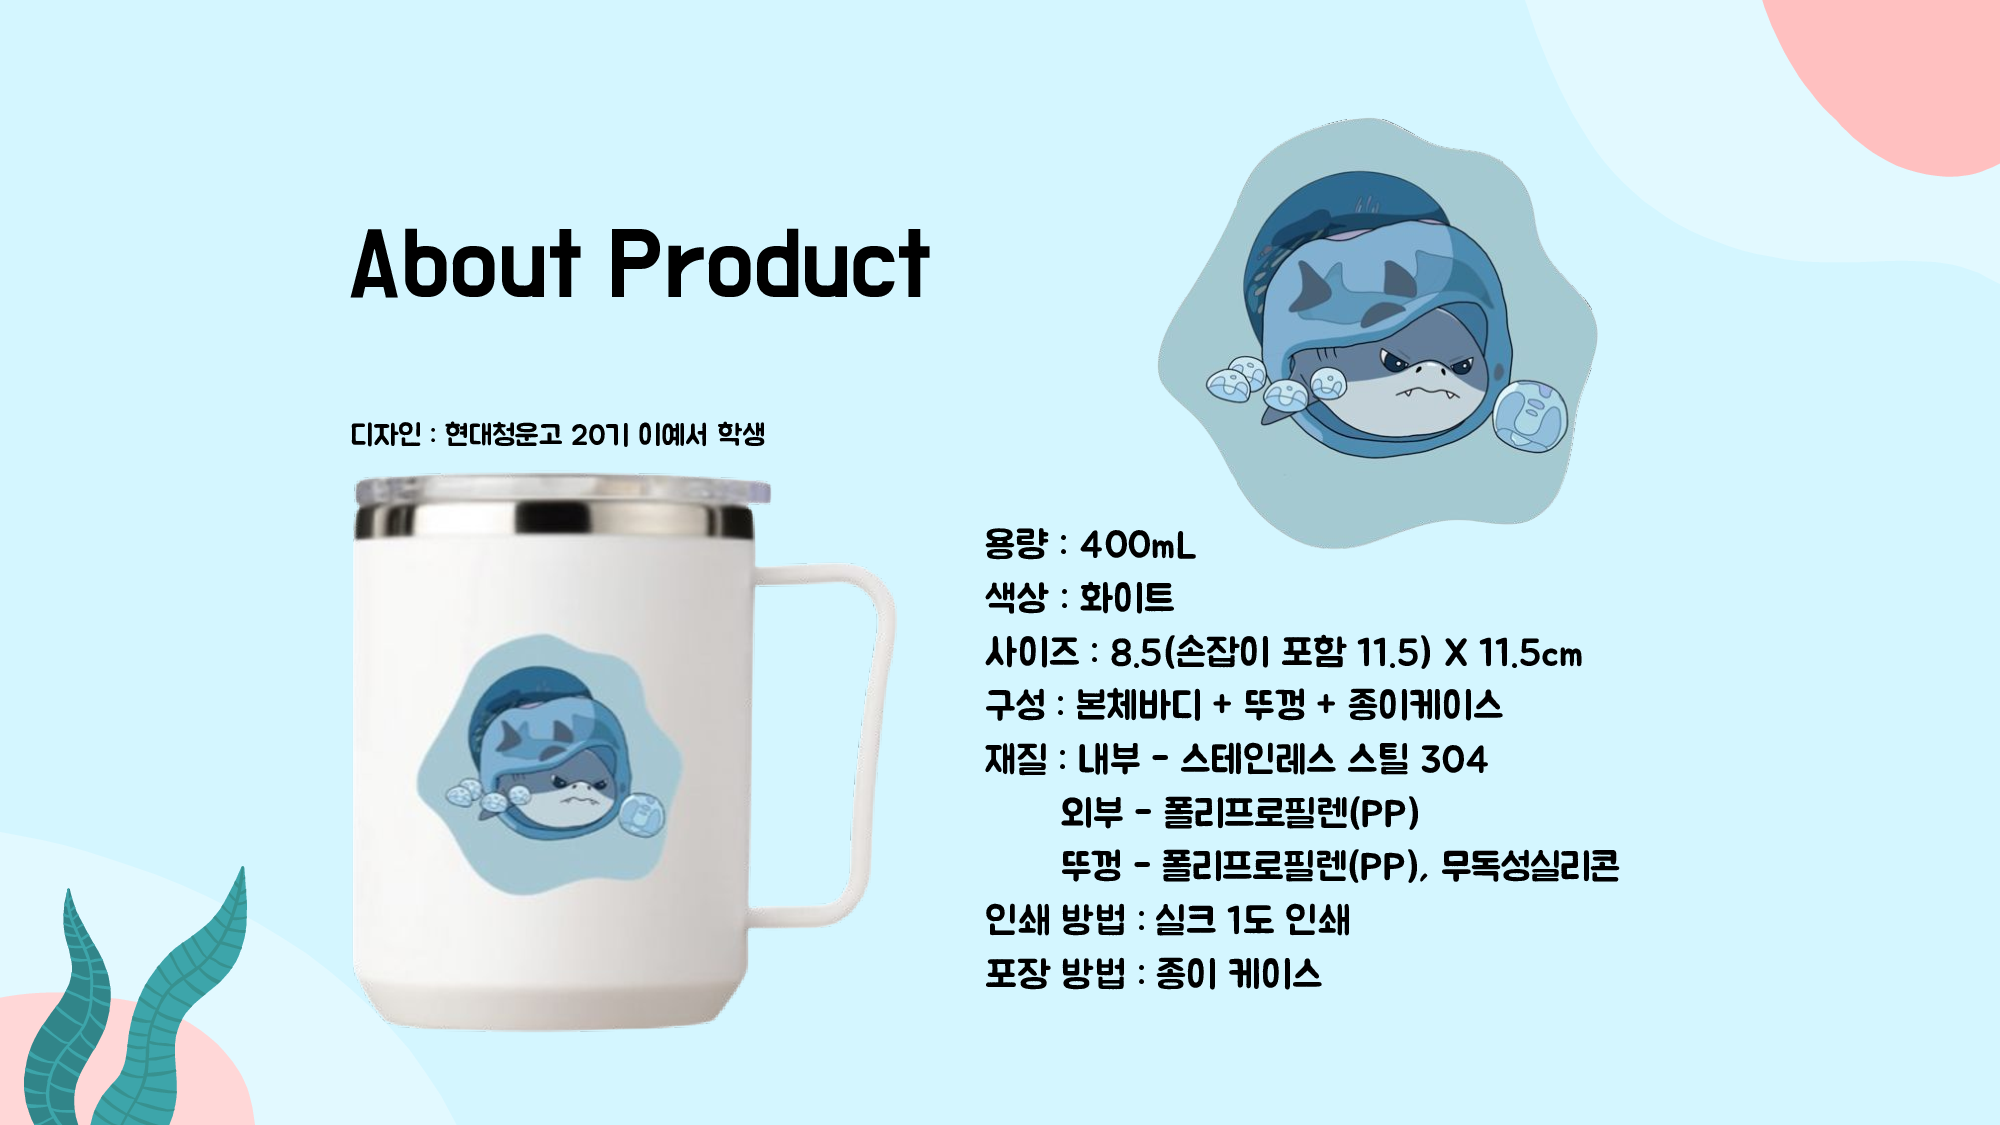 About Product
디자인 : 현대청운고 20기 이예서 학생
용량 : 400mL
색상 : 화이트
사이즈 : 8.5(손잡이 포함 11.5) X 11.5cm
구성 : 본체바디 + 뚜껑 + 종이케이스
재질 : 내부 - 스테인레스 스틸 304
외부 - 폴리프로필렌(PP)
뚜껑 - 폴리프로필렌(PP), 무독성실리콘
인쇄 방법 : 실크 1도 인쇄
포장 방법 : 종이 케이스